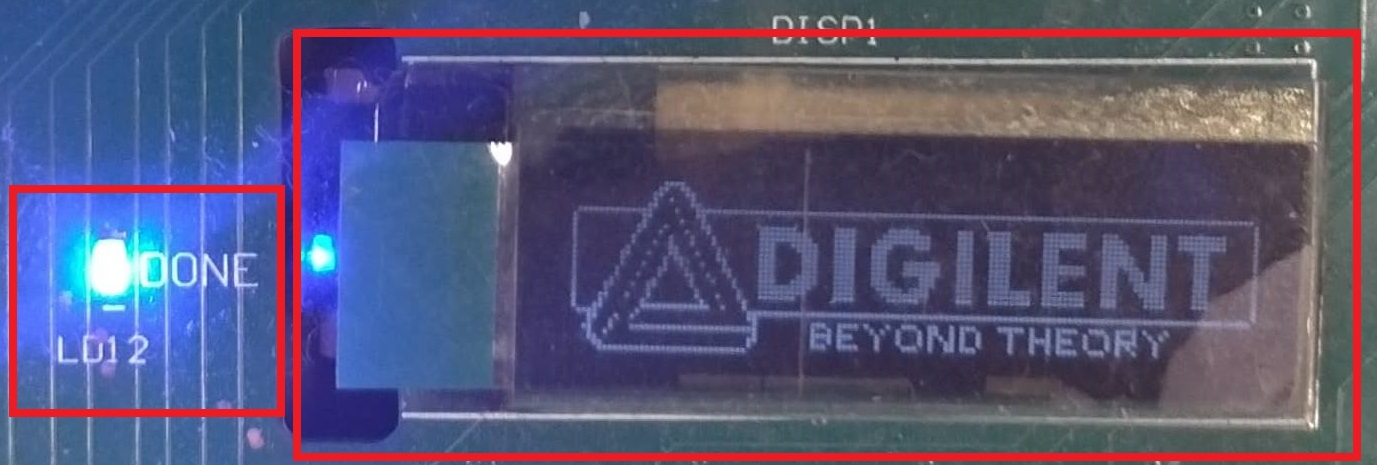 DISP1
DONE
LD12
DIGILENT
BEYOND THEORY